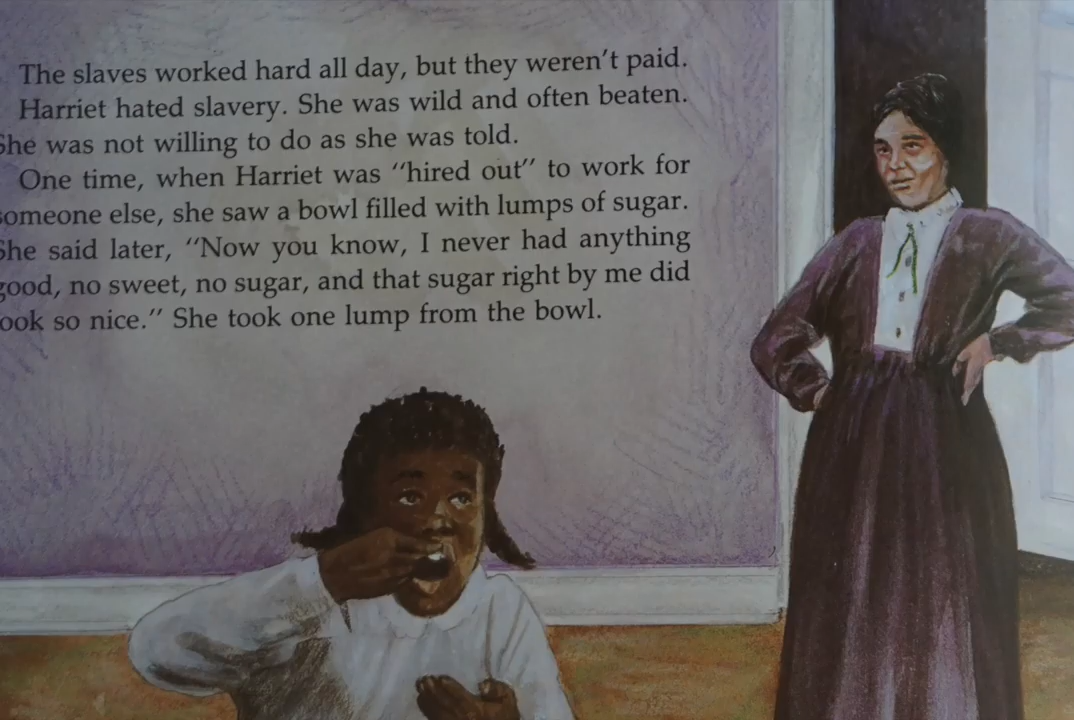 The slaves worked hard all day, but they weren't paid.
Harriet hated slavery. She was wild and often beaten.
She was not willing to do as she was told.
One time, when Harriet was "hired out" to work for
someone else, she saw a bowl filled with lumps of sugar.
She said later, "Now you know, I never had anything
good, no sweet, no sugar, and that sugar right by me did
look so nice." She took one lump from the bowl.